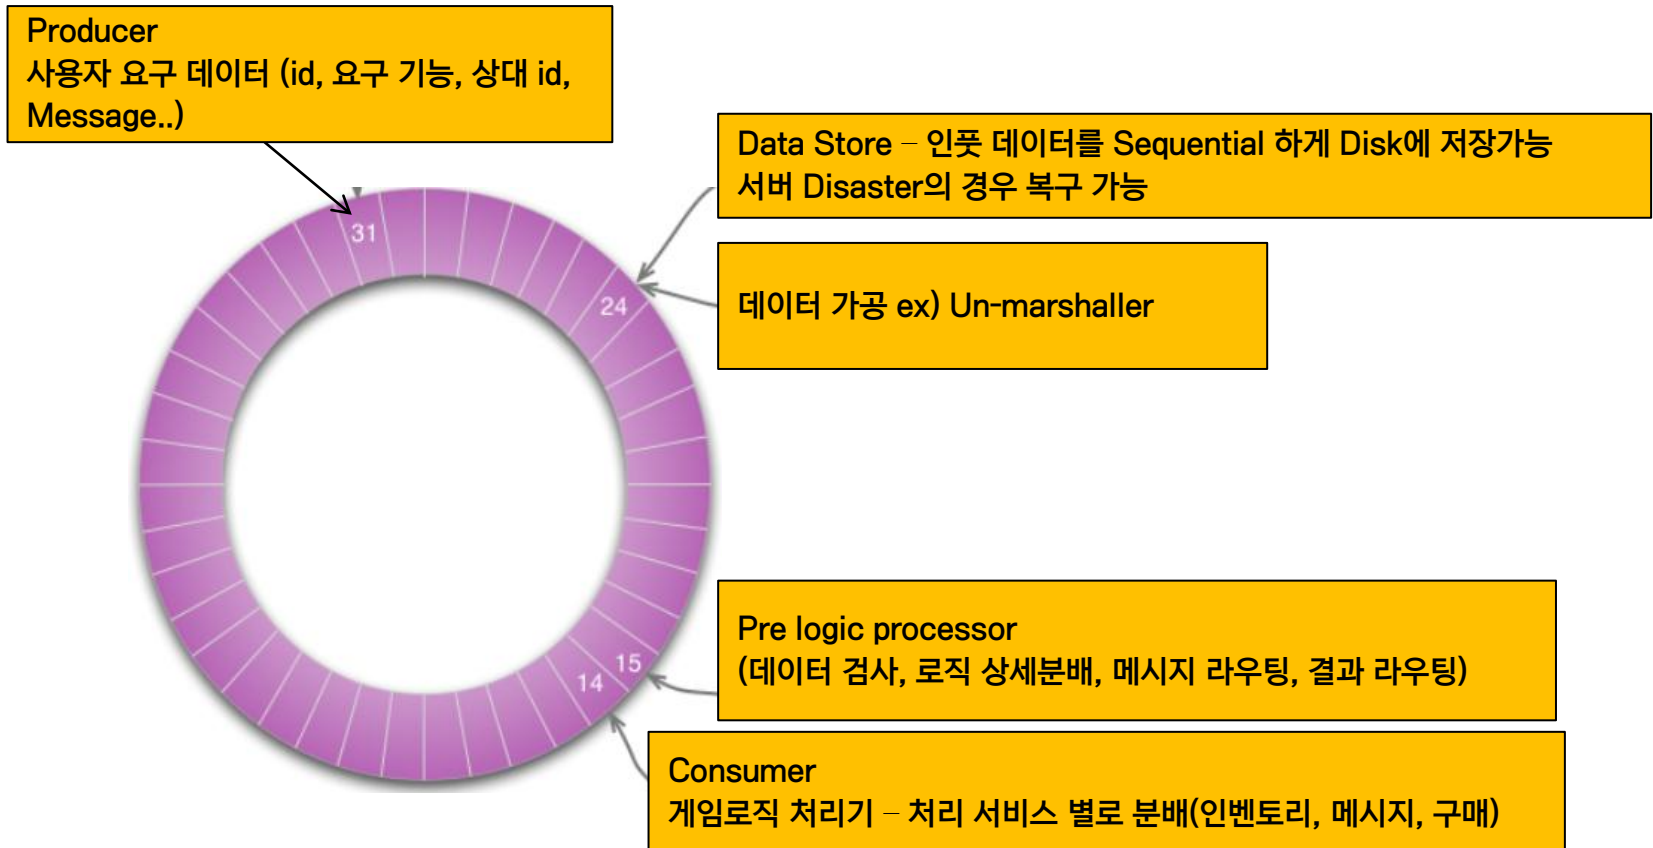 Producer
사용자 요구 데이터 (id, 요구 기능, 상대 id,
Message..)
Data Store – 인풋 데이터를 Sequential 하게 Disk에 저장가능
서버 Disaster의 경우 복구 가능
31
24
데이터 가공 ex) Un-marshaller
Pre logic processor
(데이터 검사, 로직 상세분배, 메시지 라우팅, 결과 라우팅)
15
14
Consumer
게임로직 처리기 – 처리 서비스 별로 분배(인벤토리, 메시지, 구매)